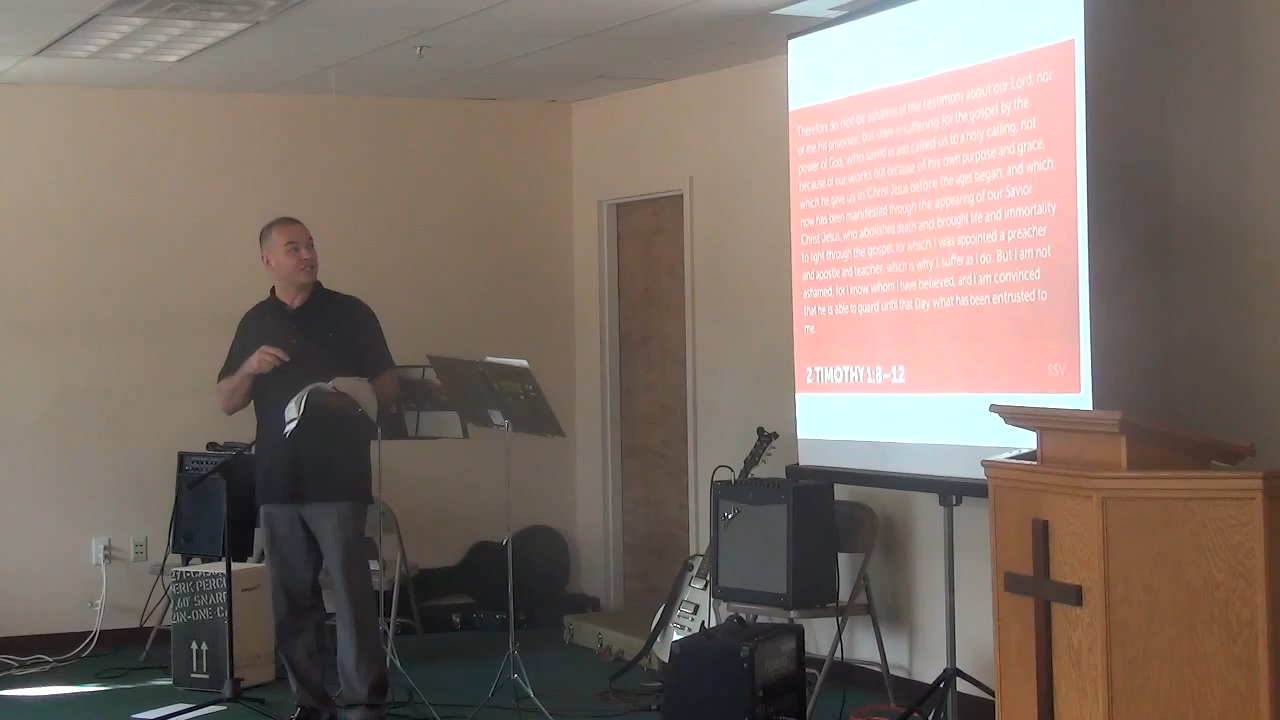 Therefore do not be ashamed of the testimony about our Lord, nor
of me his prisoner, but share in suffering for the gospel by the
power of God, who saved us and called us to a holy calling, not
because of our works but because of his own purpose and grace,
which he gave us in Christ Jesus before the ages began, and which
now has been manifested through the appearing of our Savior
Christ Jesus, who abolished death and brought life and immortality
to light through the gospel, for which I was appointed a preacher
and apostle and teacher, which is why I suffer as I do. But I am not
ashamed, for I know whom I have believed, and I am convinced
that he is able to guard until that Day what has been entrusted to
me.
2 TIMOTHY 1:8–12
ESV
Fender
PERC
SNAR